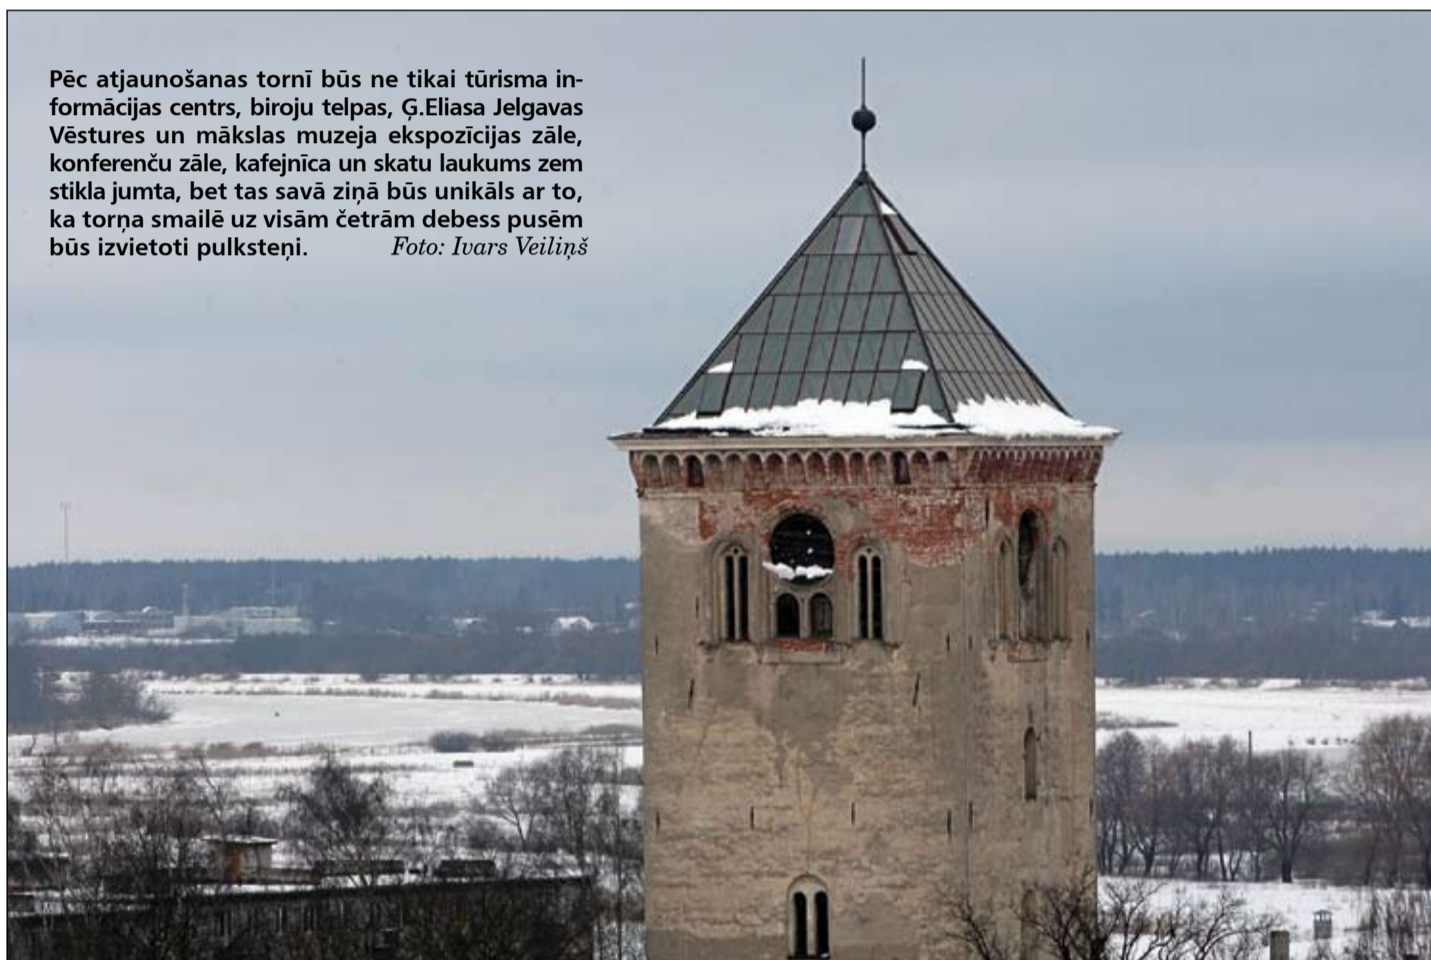 Pēc atjaunošanas tornī būs ne tikai tūrisma in-
formācijas centrs, biroju telpas, Ģ.Eliasa Jelgavas
Vēstures un mākslas muzeja ekspozīcijas zāle,
konferenču zāle, kafejnīca un skatu laukums zem
stikla jumta, bet tas savā ziņā būs unikāls ar to,
ka torņa smailē uz visām četrām debess pusēm
būs izvietoti pulksteņi. Foto: Ivars Veiliņš